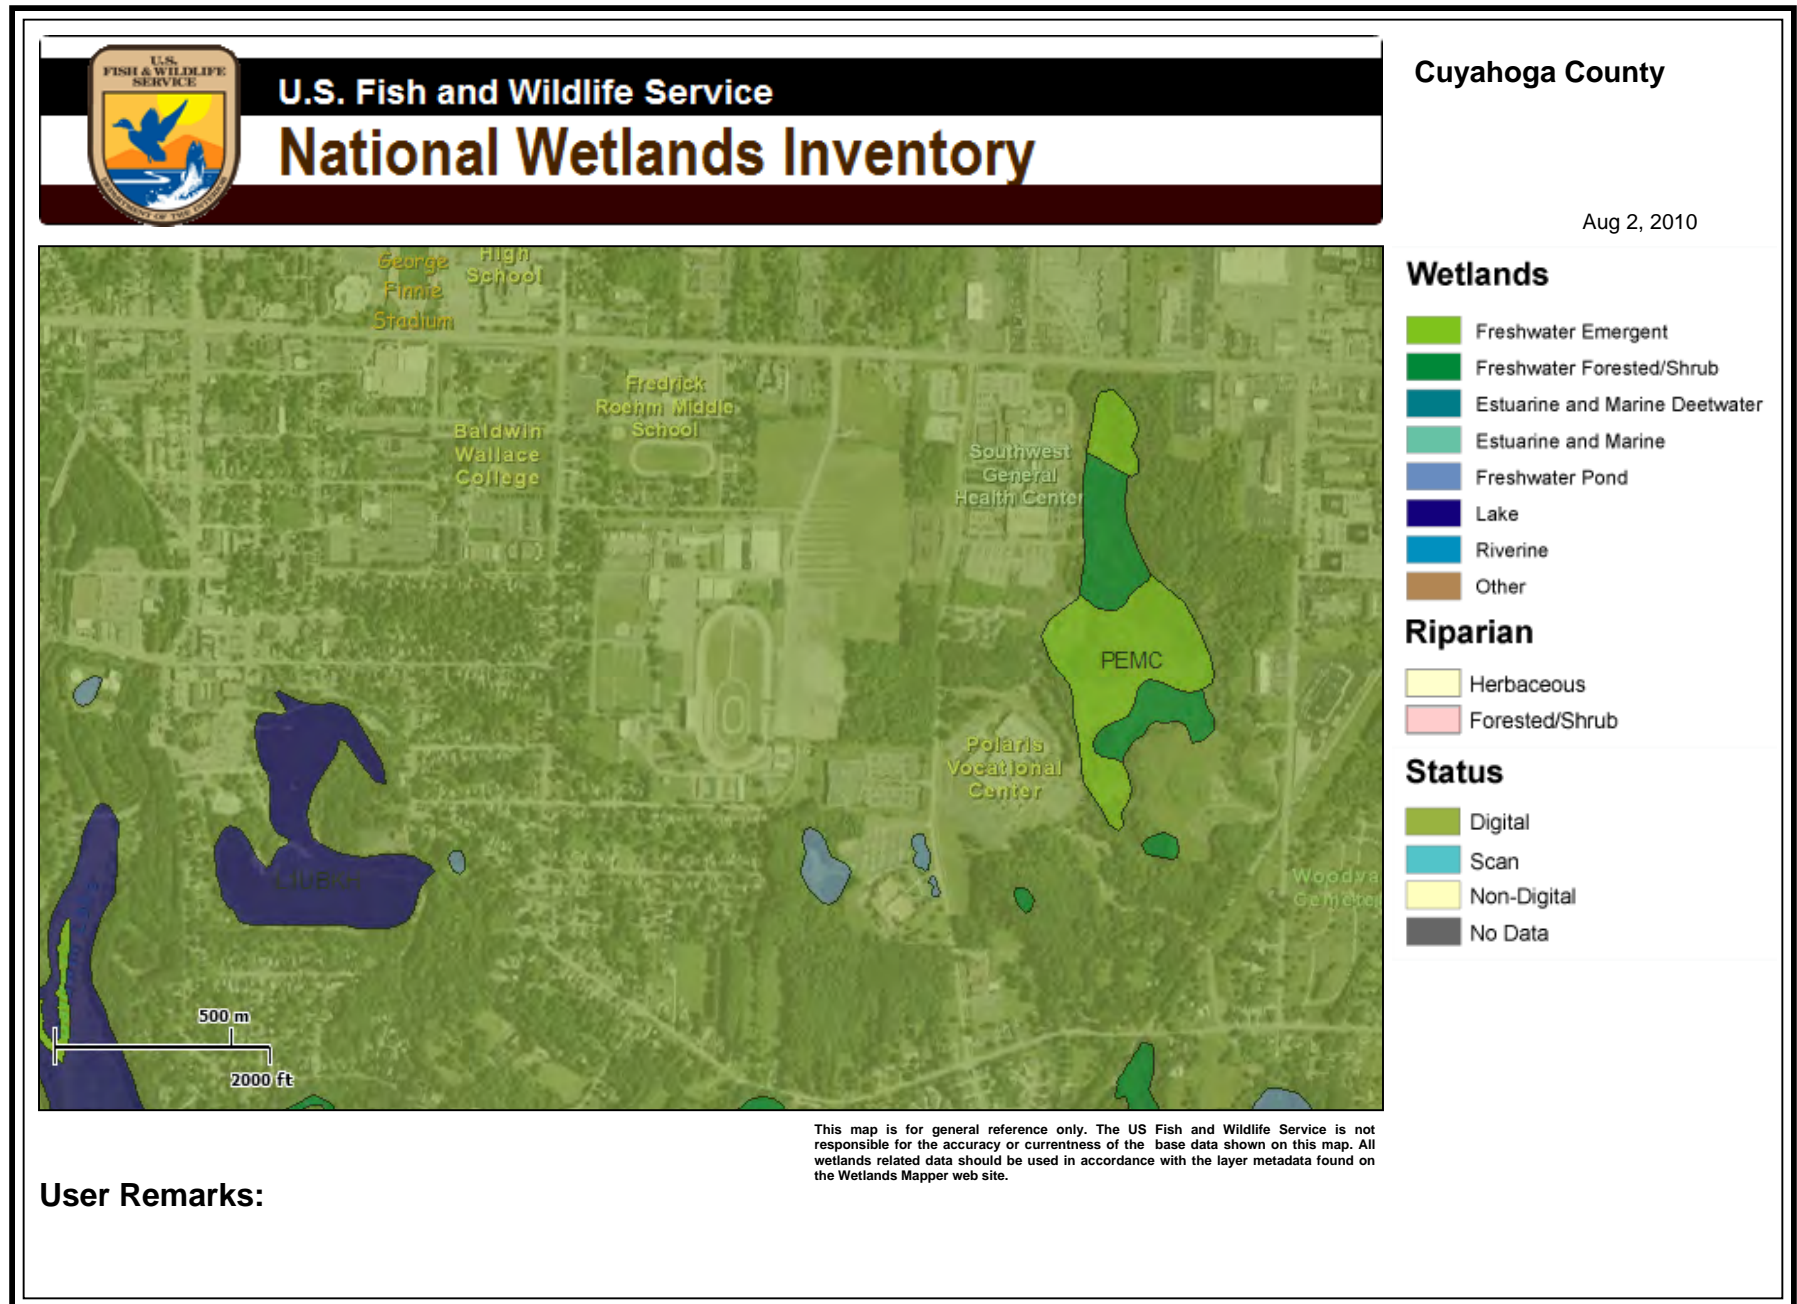 U.S.
FISH & WILDLIFE
SERVICE
DEPARTMENT OF THE INTERIOR
U.S. Fish and Wildlife Service
National Wetlands Inventory
Cuyahoga County
Aug 2, 2010
George
Finnie
Stadium
High
School
Fredrick
Roehm Middle
School
Baldwin
Wallace
College
Southwest
General
Health Center
PEMC
Polaris
Vocational
Center
Woodva
Cemeter
500 m
2000 ft
Wetlands
Freshwater Emergent
Freshwater Forested/Shrub
Estuarine and Marine Deetwater
Estuarine and Marine
Freshwater Pond
Lake
Riverine
Other
Riparian
Herbaceous
Forested/Shrub
Status
Digital
Scan
Non-Digital
No Data
This map is for general reference only. The US Fish and Wildlife Service is not
responsible for the accuracy or currentness of the base data shown on this map. All
wetlands related data should be used in accordance with the layer metadata found on
the Wetlands Mapper web site.
User Remarks: